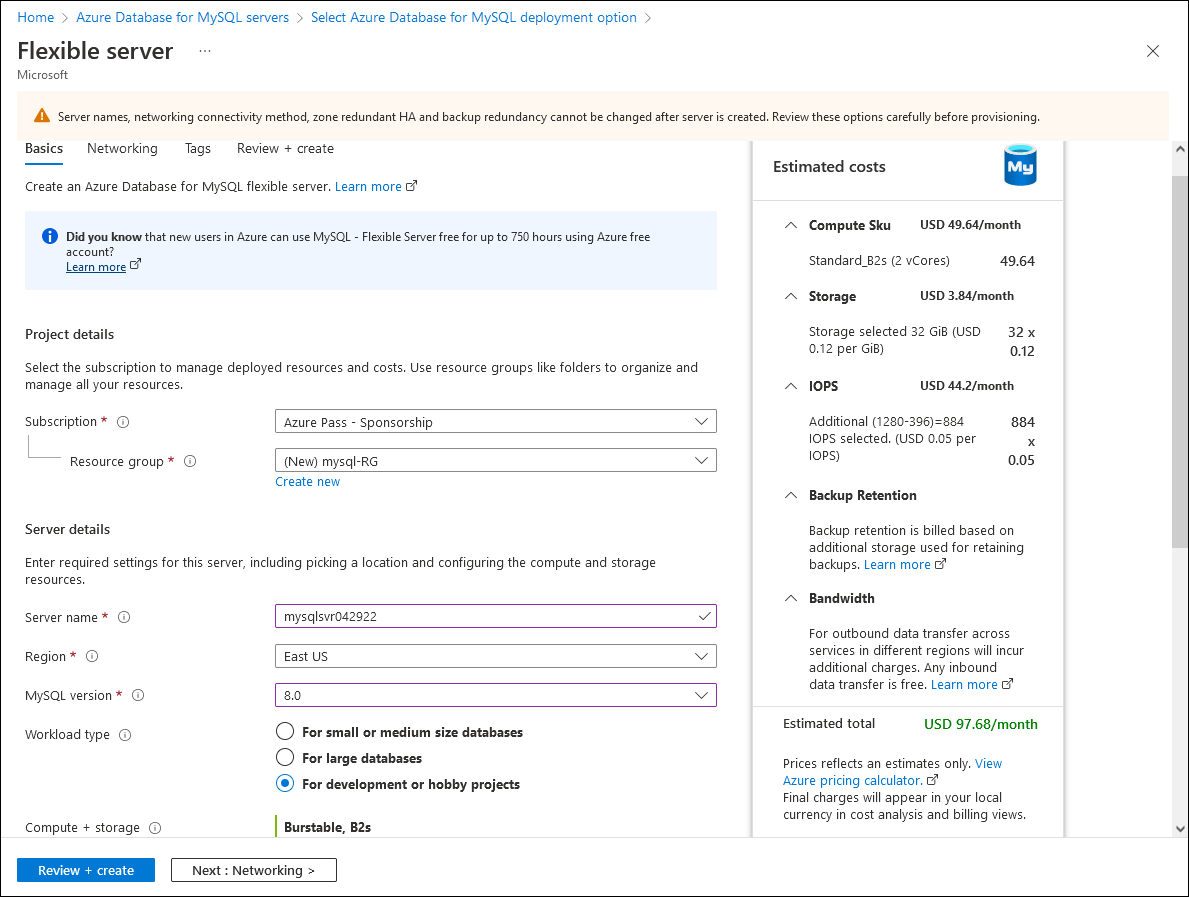 Home > Azure Database for MySQL servers > Select Azure Database for MySQL deployment option >
Flexible server ...
Microsoft
Server names, networking connectivity method, zone redundant HA and backup redundancy cannot be changed after server is created. Review these options carefully before provisioning.
Basics Networking Tags Review + create
Create an Azure Database for MySQL flexible server. Learn more
Did you know that new users in Azure can use MySQL - Flexible Server free for up to 750 hours using Azure free
account?
Learn more
Project details
Select the subscription to manage deployed resources and costs. Use resource groups like folders to organize and
manage all your resources.
Subscription *
Azure Pass - Sponsorship
Resource group *
(New) mysql-RG
Create new
Server details
Enter required settings for this server, including picking a location and configuring the compute and storage
resources.
Server name *
mysqlsvr042922
Region *
East US
MySQL version *
8.0
Workload type
For small or medium size databases
For large databases
For development or hobby projects
Compute + storage
Burstable, B2s
Estimated costs
My
Compute Sku USD 49.64/month
Standard_B2s (2 vCores) 49.64
Storage USD 3.84/month
Storage selected 32 GiB (USD 32 x
0.12 per GiB) 0.12
IOPS USD 44.2/month
Additional (1280-396)=884 884
IOPS selected. (USD 0.05 per x
IOPS) 0.05
Backup Retention
Backup retention is billed based on
additional storage used for retaining
backups. Learn more
Bandwidth
For outbound data transfer across
services in different regions will incur
additional charges. Any inbound
data transfer is free. Learn more
Estimated total USD 97.68/month
Prices reflects an estimates only. View
Azure pricing calculator.
Final charges will appear in your local
currency in cost analysis and billing views.
Review + create
Next : Networking >